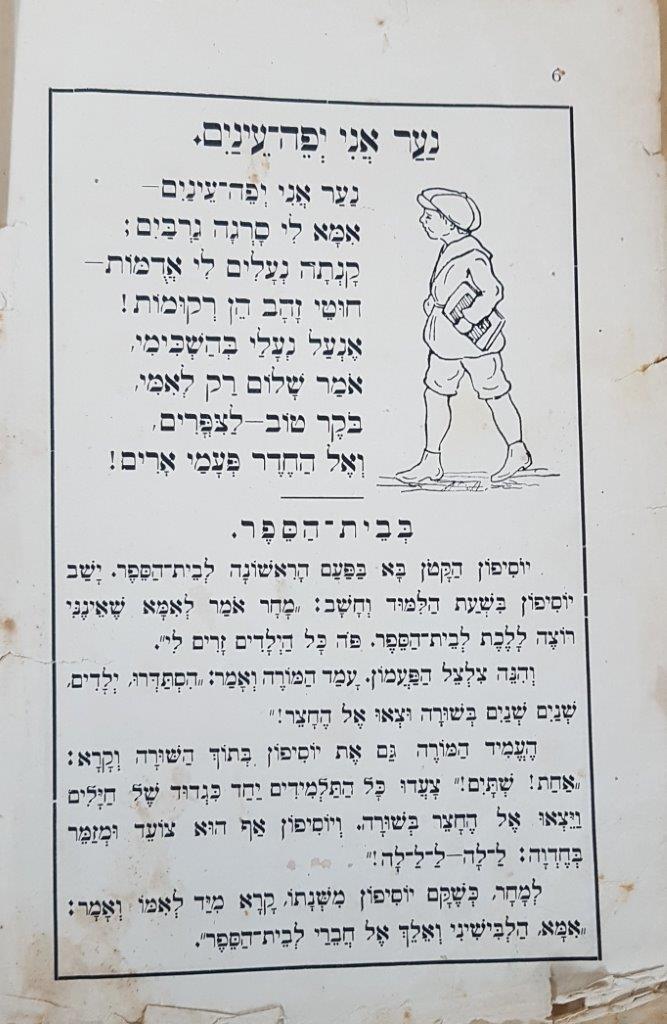 6
נַעַר אֲנִי יְפֵה־עֵינַיִם.
נַעַר אֲנִי יְפֵה־עֵינַיִם–
אִמָּא לִי סָרְגָה גַרְבַּיִם;
קָנְתָה נְעָלִים לִי אֲדֻמּוֹת–
חוּטֵי זָהָב הֵן רְקוּמוֹת!
אֶנְעַל נְעָלַי בְּהַשְׁכִּימִי,
אֹמַר שָׁלוֹם רַק לְאִמִּי,
בֹּקֶר טוֹב–לַצִּפֳּרִים,
וְאֶל הַחֶדֶר פְּעָמַי אָרִים!
בְּבֵית־הַסֵּפֶר.
יוֹסִיפוֹן הַקָּטֹן בָּא בַּפַּעַם הָרִאשׁוֹנָה לְבֵית־הַסֵּפֶר. יָשַׁב
יוֹסִיפוֹן בִּשְׁעַת הַלִּמּוּד וְחָשַׁב: „מָחָר אֹמַר לְאִמָּא שֶׁאֵינֶנִּי
רוֹצֶה לָלֶכֶת לְבֵית־הַסֵּפֶר. פֹּה כָּל הַיְלָדִים זָרִים לִי”.
וְהִנֵּה צִלְצֵל הַפַּעֲמוֹן. עָמַד הַמּוֹרֶה וְאָמַר: „הִסְתַּדְּרוּ, יְלָדִים,
שְׁנַיִם שְׁנַיִם בְּשׁוּרָה וּצְאוּ אֶל הֶחָצֵר!”
הֶעֱמִיד הַמּוֹרֶה גַּם אֶת יוֹסִיפוֹן בְּתוֹךְ הַשּׁוּרָה וְקָרָא:
„אַחַת! שְׁתַּיִם!” צָעֲדוּ כָּל הַתַּלְמִידִים יַחַד כִּגְדוּד שֶׁל חַיָּלִים
וַיֵּצְאוּ אֶל הֶחָצֵר בְּשׁוּרָה. וְיוֹסִיפוֹן אַף הוּא צוֹעֵד וּמְזַמֵּר
בְּחֶדְוָה: לַ־לָה–לַ־לַ־לָה!”
לְמָחָר, כְּשֶׁקָּם יוֹסִיפוֹן מִשְּׁנָתוֹ, קָרָא מִיַּד לְאִמּוֹ וְאָמָר:
„אִמָּא, הַלְבִּישִׁינִי וְאֵלֵךְ אֶל חֲבֵרַי לְבֵית־הַסֵּפֶר”.